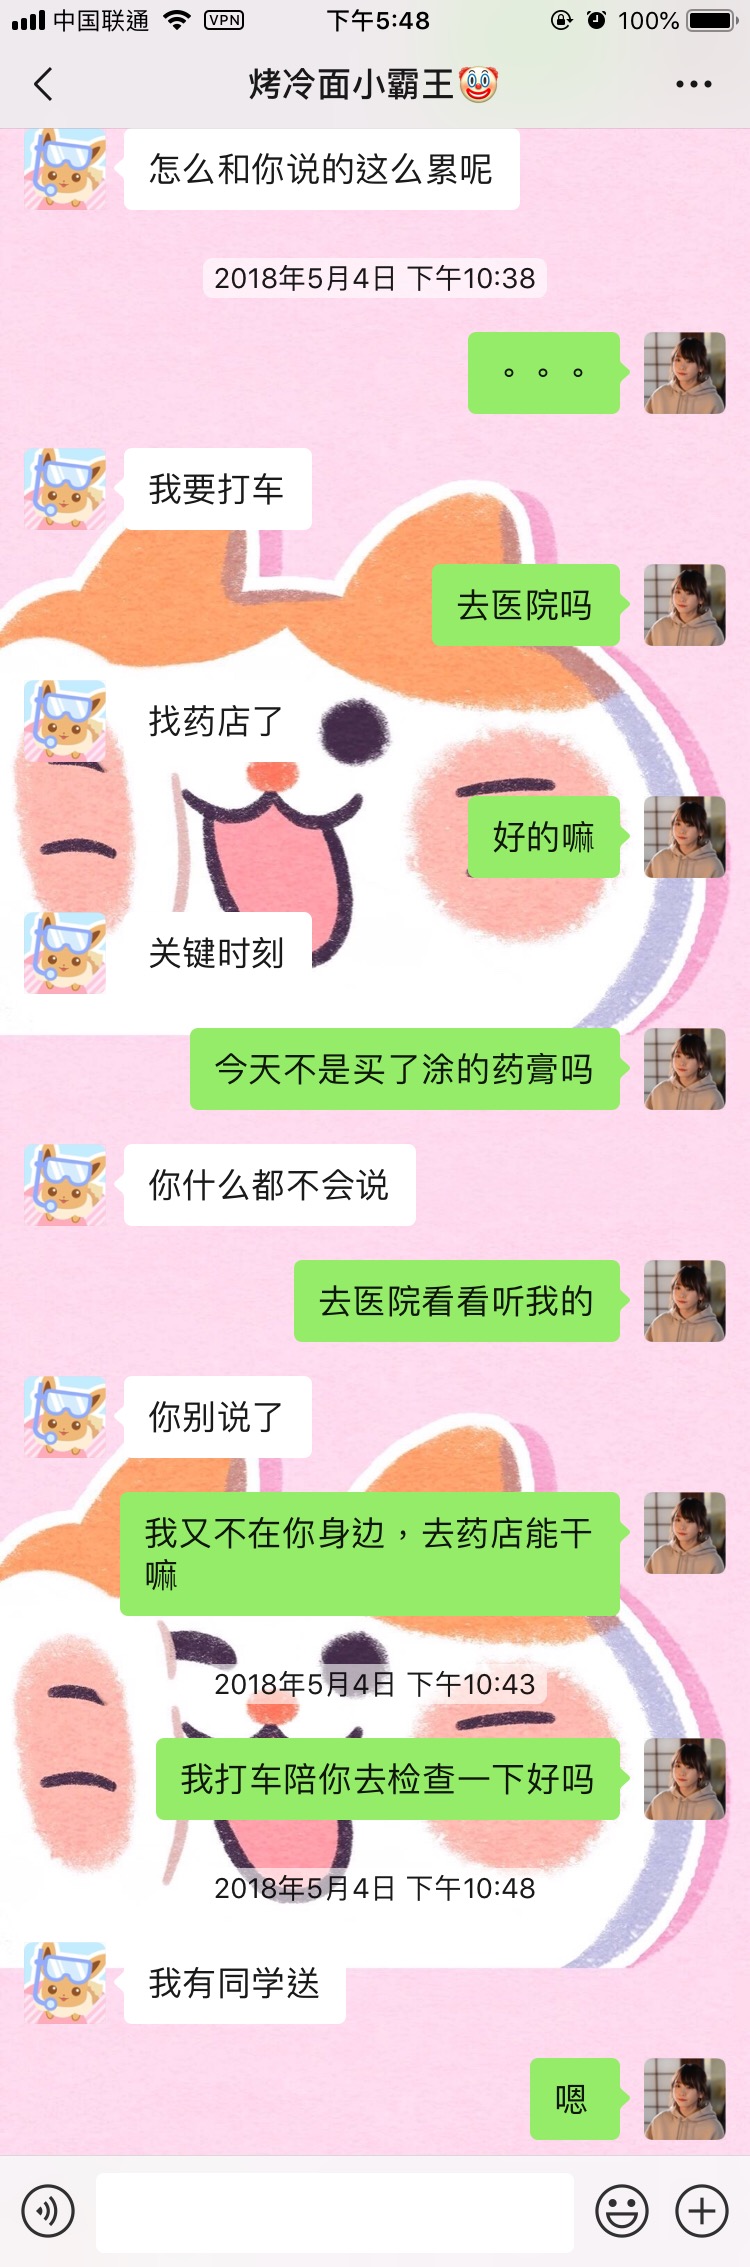 中国联通 VPN 下午5:48 100%
烤冷面小霸王
怎么和你说的这么累呢
2018年5月4日 下午10:38
。。。
我要打车
去医院吗
找药店了
好的嘛
关键时刻
今天不是买了涂的药膏吗
你什么都不会说
去医院看看听我的
你别说了
我又不在你身边，去药店能干
嘛
2018年5月4日 下午10:43
我打车陪你去检查一下好吗
2018年5月4日 下午10:48
我有同学送
嗯